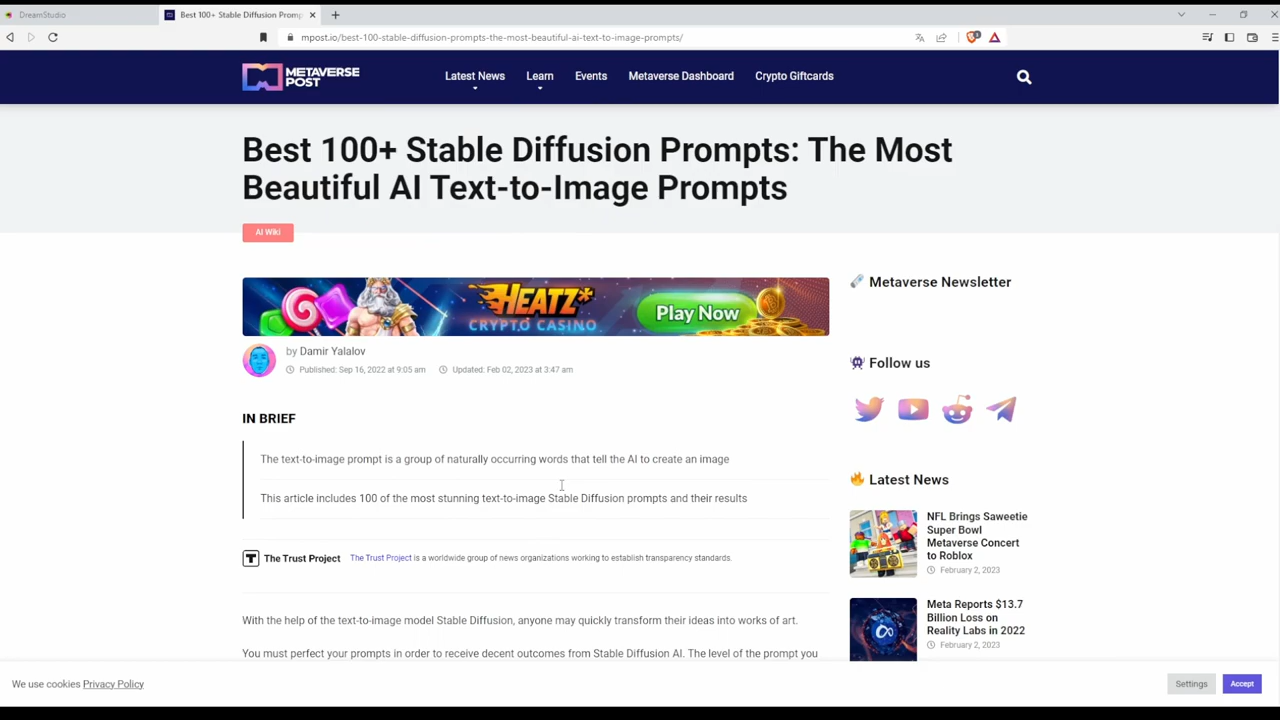 DreamStudio
Best 100+ Stable Diffusion Promp
mpost.io/best-100-stable-diffusion-prompts-the-most-beautiful-ai-text-to-image-prompts/
METAVERSE
POST
Latest News
Learn
Events
Metaverse Dashboard
Crypto Giftcards
Best 100+ Stable Diffusion Prompts: The Most
Beautiful AI Text-to-Image Prompts
AI Wiki
HEATZ*
CRYPTO CASINO
Play Now
by Damir Yalalov
Published: Sep 16, 2022 at 9:05 am
Updated: Feb 02, 2023 at 3:47 am
IN BRIEF
The text-to-image prompt is a group of naturally occurring words that tell the AI to create an image
This article includes 100 of the most stunning text-to-image Stable Diffusion prompts and their results
T The Trust Project
The Trust Project is a worldwide group of news organizations working to establish transparency standards.
With the help of the text-to-image model Stable Diffusion, anyone may quickly transform their ideas into works of art.
You must perfect your prompts in order to receive decent outcomes from Stable Diffusion AI. The level of the prompt you
Metaverse Newsletter
Follow us
Latest News
NFL Brings Saweetie
Super Bowl
Metaverse Concert
to Roblox
February 2, 2023
Meta Reports $13.7
Billion Loss on
Reality Labs in 2022
February 2, 2023
We use cookies Privacy Policy
Settings
Accept